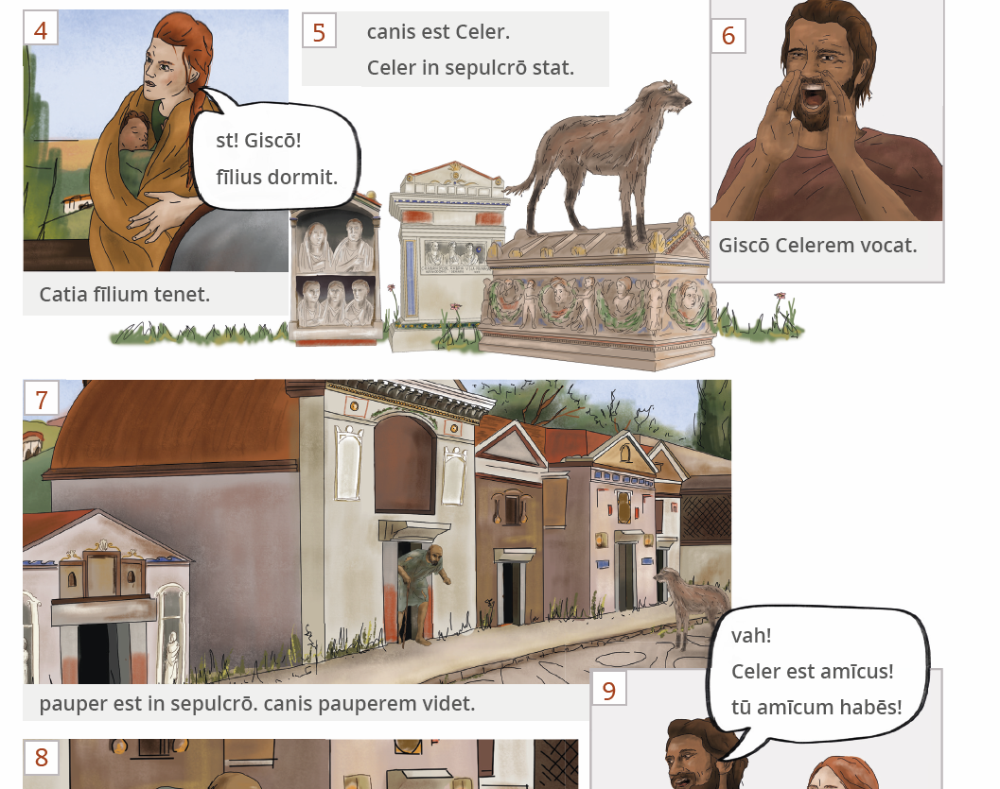 4
st! Giscō!
fīlius dormit.
Catia fīlium tenet.
5
canis est Celer.
Celer in sepulcrō stat.
6
Giscō Celerem vocat.
7
pauper est in sepulcrō. canis pauperem videt.
8
9
vah!
Celer est amīcus!
tū amīcum habēs!